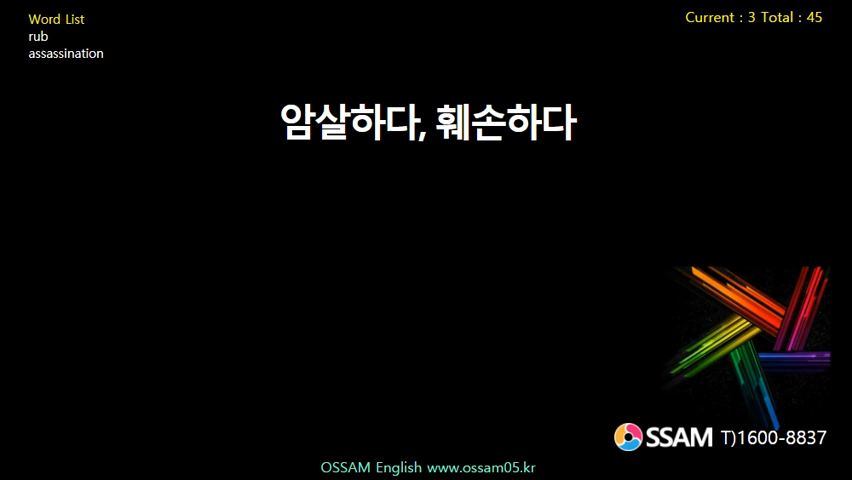 Word List
rub
assassination
Current : 3 Total : 45
암살하다, 훼손하다
OSSAM T)1600-8837
OSSAM English www.ossam05.kr